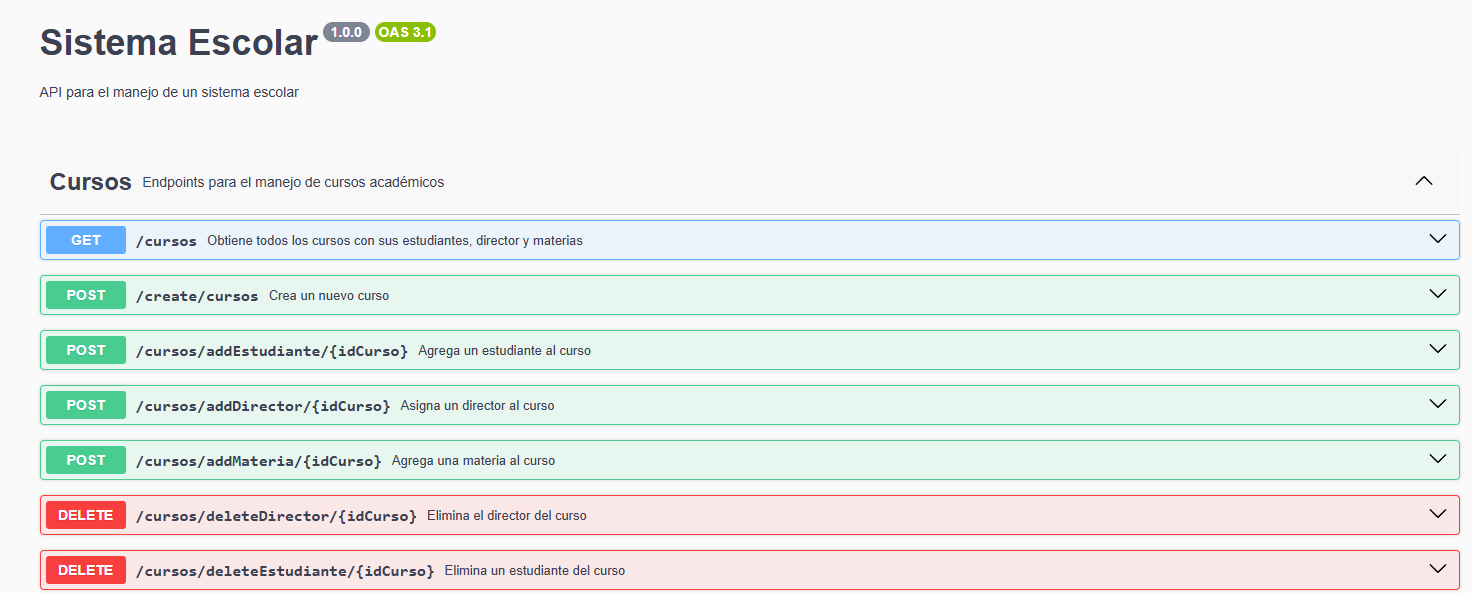 Sistema Escolar 1.0.0 OAS 3.1
API para el manejo de un sistema escolar
Cursos Endpoints para el manejo de cursos académicos
GET /cursos Obtiene todos los cursos con sus estudiantes, director y materias
POST /create/cursos Crea un nuevo curso
POST /cursos/addEstudiante/{idCurso} Agrega un estudiante al curso
POST /cursos/addDirector/{idCurso} Asigna un director al curso
POST /cursos/addMateria/{idCurso} Agrega una materia al curso
DELETE /cursos/deleteDirector/{idCurso} Elimina el director del curso
DELETE /cursos/deleteEstudiante/{idCurso} Elimina un estudiante del curso